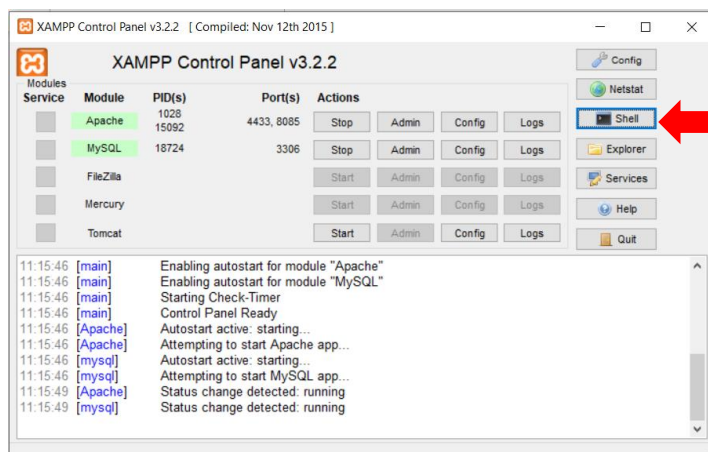 XAMPP Control Panel v3.2.2 [ Compiled: Nov 12th 2015 ]
XAMPP Control Panel v3.2.2
Config
Modules
Service Module PID(s) Port(s) Actions
Netstat
Apache 1028 15092 4433, 8085 Stop Admin Config Logs
Shell
MySQL 18724 3306 Stop Admin Config Logs
Explorer
FileZilla Start Admin Config Logs
Services
Mercury Start Admin Config Logs
Help
Tomcat Start Admin Config Logs
Quit
11:15:46 [main] Enabling autostart for module "Apache"
11:15:46 [main] Enabling autostart for module "MySQL"
11:15:46 [main] Starting Check-Timer
11:15:46 [main] Control Panel Ready
11:15:46 [Apache] Autostart active: starting...
11:15:46 [Apache] Attempting to start Apache app...
11:15:46 [mysql] Autostart active: starting...
11:15:46 [mysql] Attempting to start MySQL app...
11:15:49 [Apache] Status change detected: running
11:15:49 [mysql] Status change detected: running